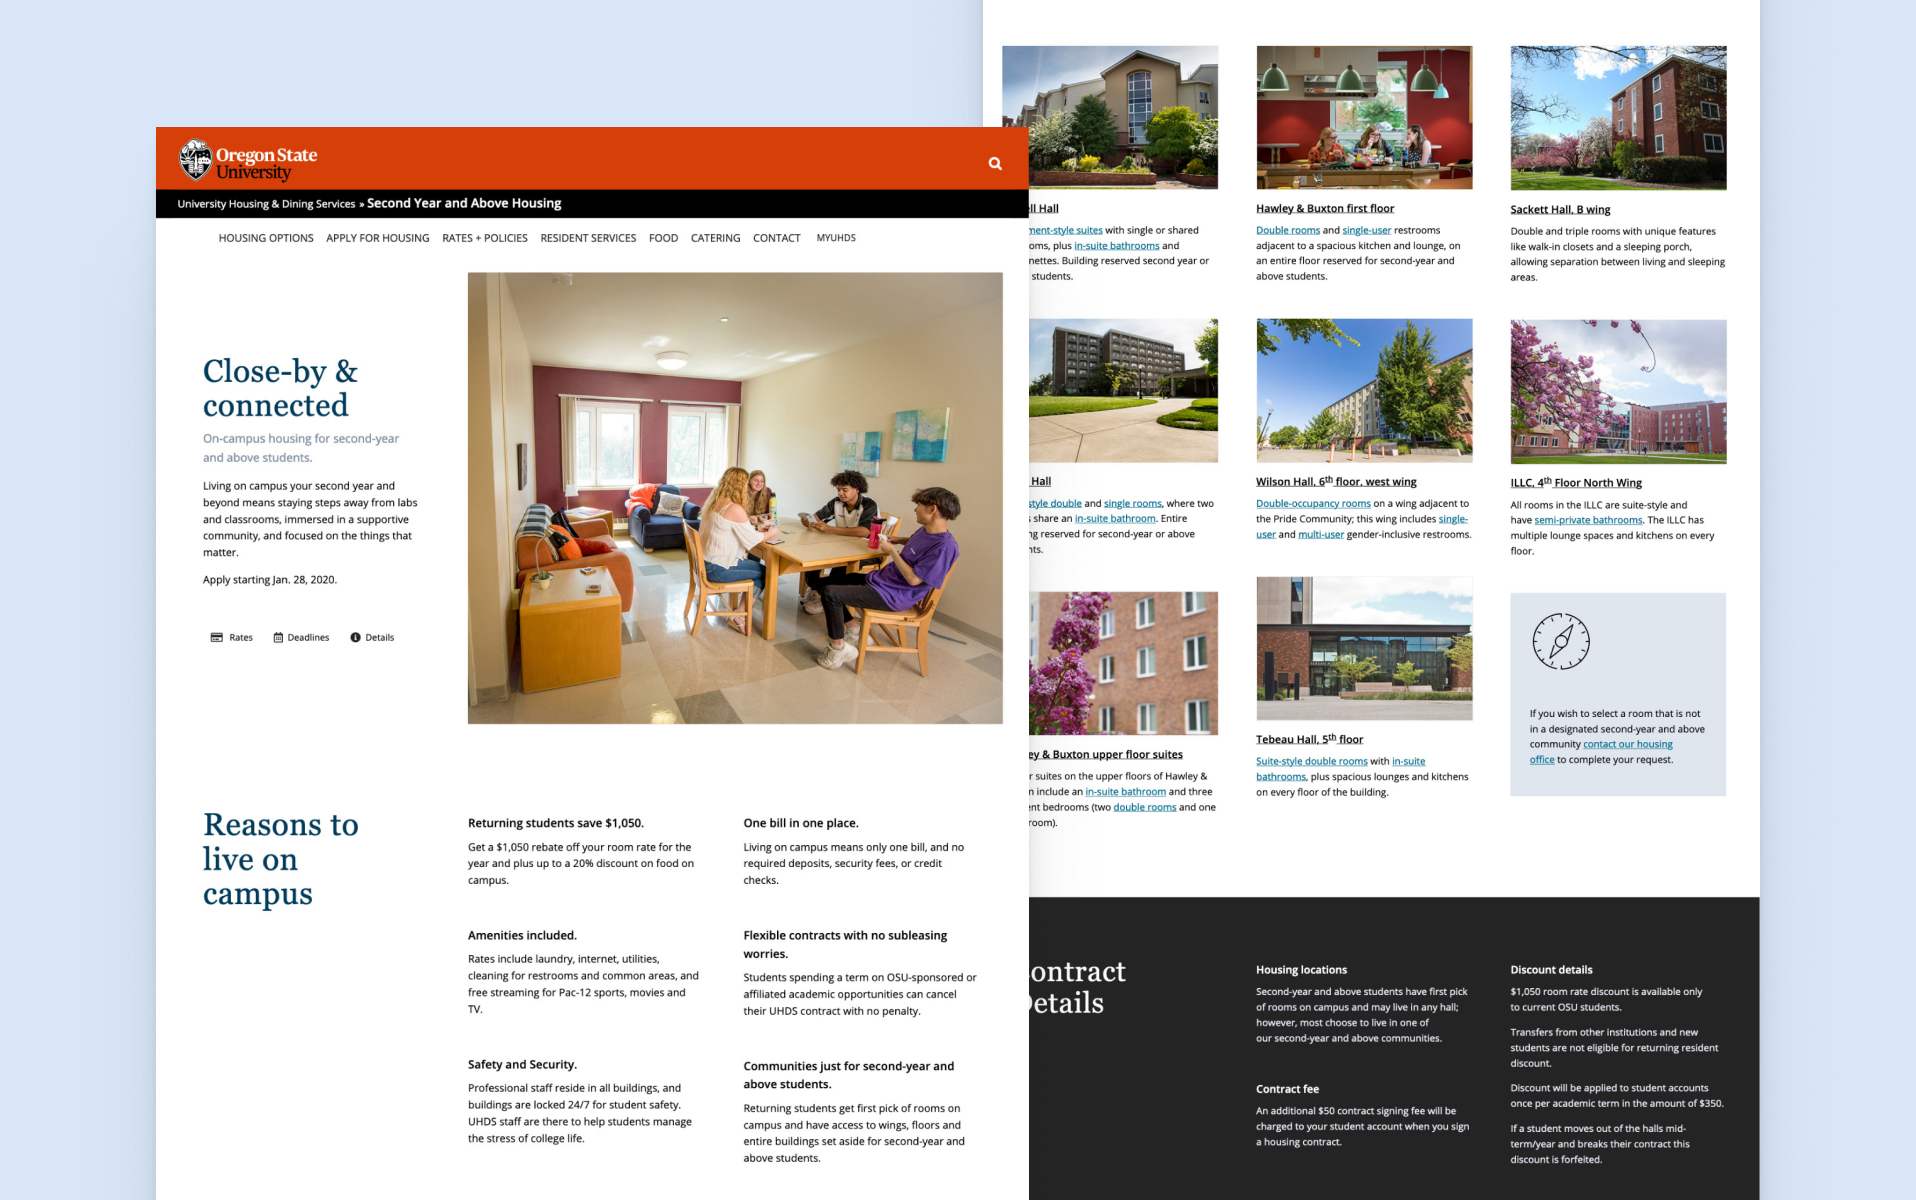 Oregon State
University
University Housing & Dining Services » Second Year and Above Housing
HOUSING OPTIONS APPLY FOR HOUSING RATES + POLICIES RESIDENT SERVICES FOOD CATERING CONTACT MYUHDS
Close-by &
connected
On-campus housing for second-year
and above students.
Living on campus your second year and
beyond means staying steps away from labs
and classrooms, immersed in a supportive
community, and focused on the things that
matter.
Apply starting Jan. 28, 2020.
Rates Deadlines Details
Reasons to
live on
campus
Returning students save $1,050.
Get a $1,050 rebate off your room rate for the
year and plus up to a 20% discount on food on
campus.
One bill in one place.
Living on campus means only one bill, and no
required deposits, security fees, or credit
checks.
Amenities included.
Rates include laundry, internet, utilities,
cleaning for restrooms and common areas, and
free streaming for Pac-12 sports, movies and
TV.
Flexible contracts with no subleasing
worries.
Students spending a term on OSU-sponsored or
affiliated academic opportunities can cancel
their UHDS contract with no penalty.
Safety and Security.
Professional staff reside in all buildings, and
buildings are locked 24/7 for student safety.
UHDS staff are there to help students manage
the stress of college life.
Communities just for second-year and
above students.
Returning students get first pick of rooms on
campus and have access to wings, floors and
entire buildings set aside for second-year and
above students.
ll Hall
ment-style suites with single or shared
oms, plus in-suite bathrooms and
nettes. Building reserved second year or
students.
Hawley & Buxton first floor
Double rooms and single-user restrooms
adjacent to a spacious kitchen and lounge, on
an entire floor reserved for second-year and
above students.
Sackett Hall, B wing
Double and triple rooms with unique features
like walk-in closets and a sleeping porch,
allowing separation between living and sleeping
areas.
Hall
style double and single rooms, where two
share an in-suite bathroom. Entire
ng reserved for second-year or above
nts.
Wilson Hall, 6th floor, west wing
Double-occupancy rooms on a wing adjacent to
the Pride Community; this wing includes single-
user and multi-user gender-inclusive restrooms.
ILLC, 4th Floor North Wing
All rooms in the ILLC are suite-style and
have semi-private bathrooms. The ILLC has
multiple lounge spaces and kitchens on every
floor.
ey & Buxton upper floor suites
r suites on the upper floors of Hawley &
n include an in-suite bathroom and three
ent bedrooms (two double rooms and one
room).
Tebeau Hall, 5th floor
Suite-style double rooms with in-suite
bathrooms, plus spacious lounges and kitchens
on every floor of the building.
If you wish to select a room that is not
in a designated second-year and above
community contact our housing
office to complete your request.
ontract
Details
Housing locations
Second-year and above students have first pick
of rooms on campus and may live in any hall;
however, most choose to live in one of
our second-year and above communities.
Contract fee
An additional $50 contract signing fee will be
charged to your student account when you sign
a housing contract.
Discount details
$1,050 room rate discount is available only
to current OSU students.
Transfers from other institutions and new
students are not eligible for returning resident
discount.
Discount will be applied to student accounts
once per academic term in the amount of $350.
If a student moves out of the halls mid-
term/year and breaks their contract this
discount is forfeited.